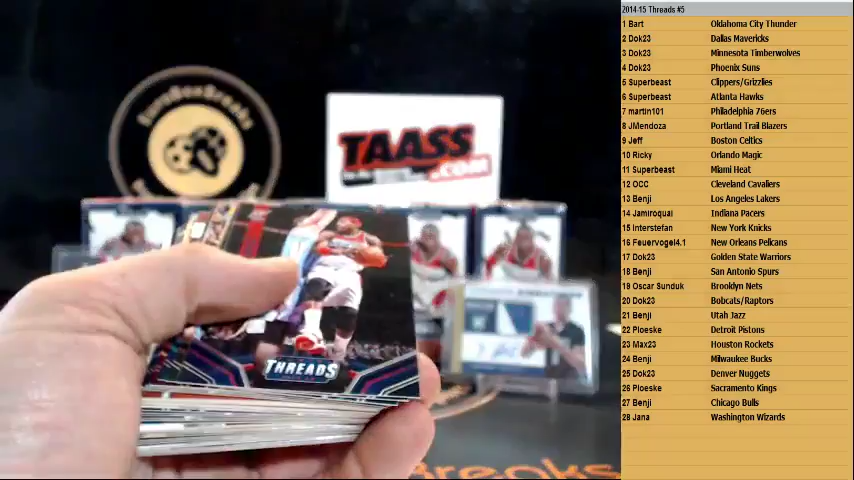 2014-15 Threads #5
1 Bart Oklahoma City Thunder
2 Dok23 Dallas Mavericks
3 Dok23 Minnesota Timberwolves
4 Dok23 Phoenix Suns
5 Superbeast Clippers/Grizzlies
6 Superbeast Atlanta Hawks
7 martin101 Philadelphia 76ers
8 JMendoza Portland Trail Blazers
9 Jeff Boston Celtics
10 Ricky Orlando Magic
11 Superbeast Miami Heat
12 OCC Cleveland Cavaliers
13 Benji Los Angeles Lakers
14 Jamiroquai Indiana Pacers
15 Interstefan New York Knicks
16 Feuervogel4.1 New Orleans Pelicans
17 Dok23 Golden State Warriors
18 Benji San Antonio Spurs
19 Oscar Sunduk Brooklyn Nets
20 Dok23 Bobcats/Raptors
21 Benji Utah Jazz
22 Ploeske Detroit Pistons
23 Max23 Houston Rockets
24 Benji Milwaukee Bucks
25 Dok23 Denver Nuggets
26 Ploeske Sacramento Kings
27 Benji Chicago Bulls
28 Jana Washington Wizards
TAASS
.com
THREADS
Breaks